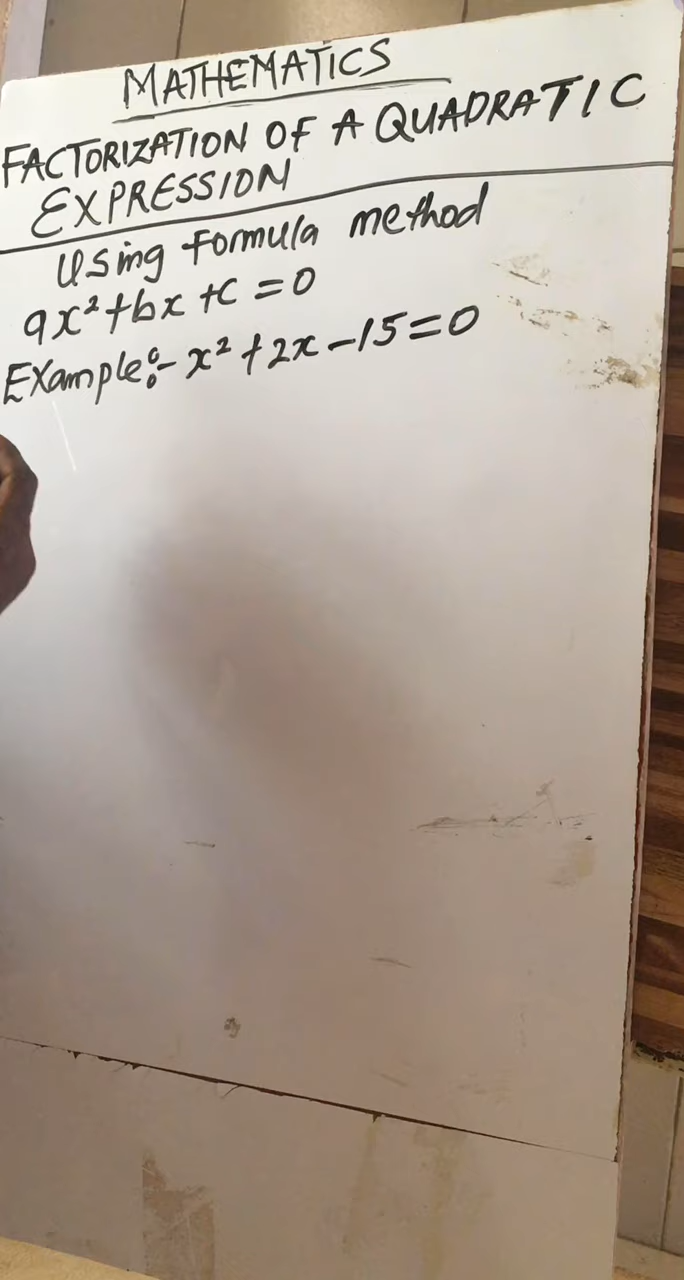 MATHEMATICS
FACTORIZATION OF A QUADRATIC
EXPRESSION
Using Formula method
ax² + bx + c = 0
Example:- x² + 2x - 15 = 0